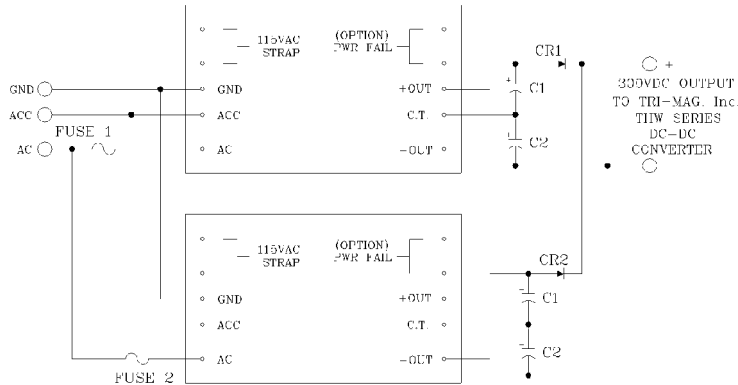 115VAC
STRAP
(OPTION)
PWR FAIL
CR1
+
GND
GND
+OUT
C1
300VDC OUTPUT
TO TRI-MAG, Inc.
THW SERIES
DC-DC
CONVERTER
ACC
ACC
C.T.
+
FUSE 1
AC
AC
-OUT
C2
115VAC
STRAP
(OPTION)
PWR FAIL
CR2
GND
+OUT
C1
ACC
C.T.
AC
-OUT
C2
FUSE 2